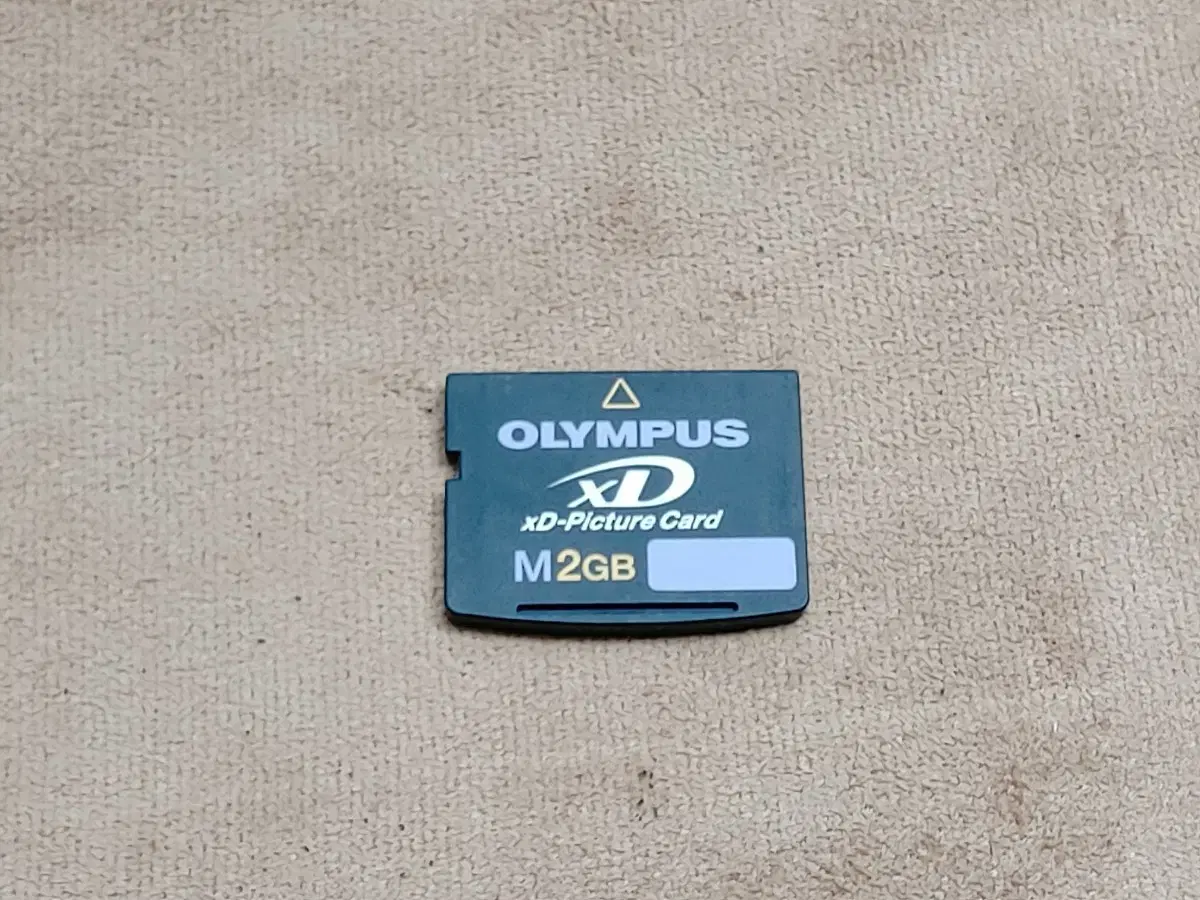 OLYMPUS
xD
xD-Picture Card
M 2GB